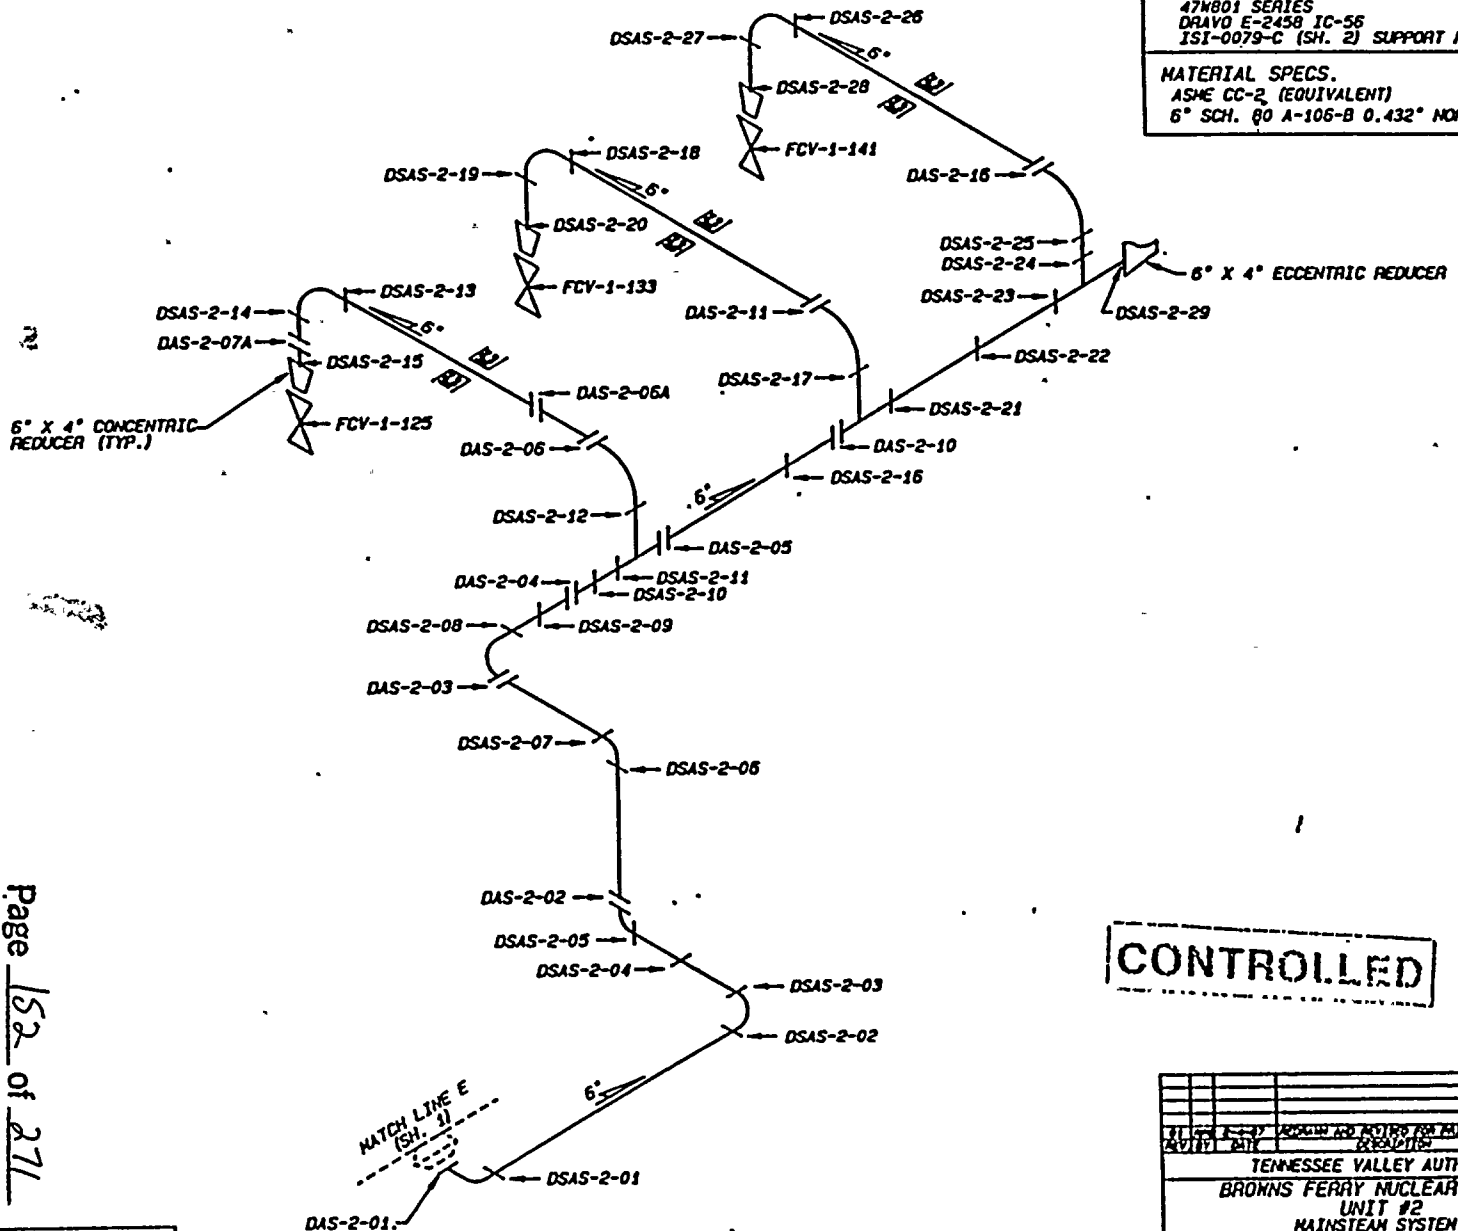 47W801 SERIES
DRAVO E-2458 IC-56
ISI-0079-C (SH. 2) SUPPORT
MATERIAL SPECS.
ASME CC-2 (EQUIVALENT)
6" SCH. 80 A-106-B 0.432"
DSAS-2-26
DSAS-2-27
6"
DSAS-2-28
FCV-1-141
DAS-2-16
DSAS-2-18
DSAS-2-19
6"
DSAS-2-20
FCV-1-133
DAS-2-11
DSAS-2-25
DSAS-2-24
6" X 4" ECCENTRIC REDUCER
DSAS-2-23
DSAS-2-29
DSAS-2-13
DSAS-2-14
6"
DAS-2-07A
DSAS-2-15
DSAS-2-22
DSAS-2-17
DAS-2-06A
DSAS-2-21
6" X 4" CONCENTRIC
REDUCER (TYP.)
FCV-1-125
DAS-2-06
DAS-2-10
DSAS-2-16
6"
DSAS-2-12
DAS-2-05
DAS-2-04
DSAS-2-11
DSAS-2-10
DSAS-2-08
DSAS-2-09
DAS-2-03
DSAS-2-07
DSAS-2-06
DAS-2-02
DSAS-2-05
DSAS-2-04
DSAS-2-03
DSAS-2-02
6"
MATCH LINE E
(SH. 1)
DSAS-2-01
DAS-2-01
CONTROLLED
Page 152 of 271
REV BY DATE DESCRIPTION
TENNESSEE VALLEY
BROWNS FERRY NUCLEAR
UNIT #2
MAINSTEAM SYSTEM